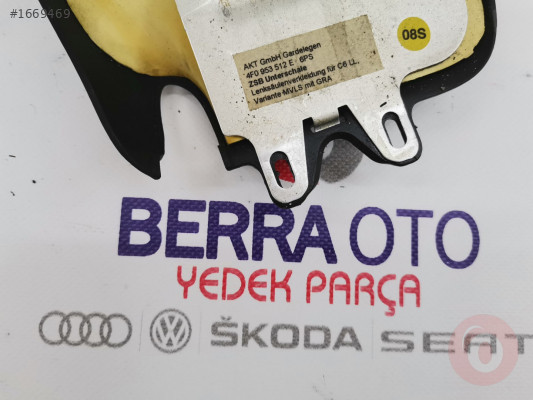 #1669469
AKT GmbH Gardelegen
4F0 953 512 E · 6PS
ZSB Unterschale
Lenksäulenverkleidung für C6 LL.
Variante MVLS mit GRA
08S
BERRA OTO
YEDEK PARÇA
ŠKODA SEAT